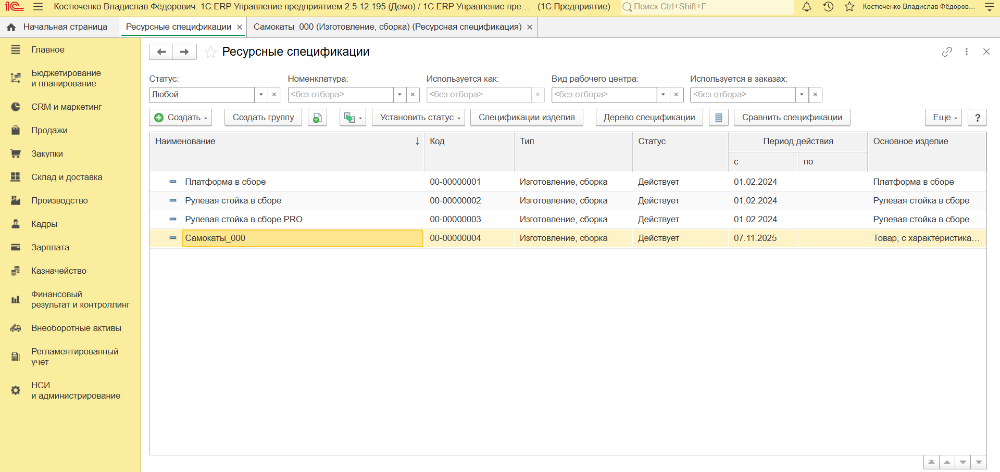 1С Костюченко Владислав Фёдорович. 1С:ERP Управление предприятием 2.5.12.195 (Демо) / 1С:ERP Управление пре... (1С:Предприятие) Поиск Ctrl+Shift+F Костюченко Владислав Фёдоров...
Начальная страница Ресурсные спецификации × Самокаты_000 (Изготовление, сборка) (Ресурсная спецификация) ×
Главное
Бюджетирование
и планирование
CRM и маркетинг
Продажи
Закупки
Склад и доставка
Производство
Кадры
Зарплата
Казначейство
Финансовый
результат и контроллинг
Внеоборотные активы
Регламентированный
учет
НСИ
и администрирование
Ресурсные спецификации
Статус: Номенклатура: Используется как: Вид рабочего центра: Используется в заказах:
Любой <без отбора> <без отбора> <без отбора> <без отбора>
Создать Создать группу Установить статус Спецификации изделия Дерево спецификации Сравнить спецификации Еще ?
Наименование ↓ Код Тип Статус Период действия Основное изделие
с по
Платформа в сборе 00-00000001 Изготовление, сборка Действует 01.02.2024 Платформа в сборе
Рулевая стойка в сборе 00-00000002 Изготовление, сборка Действует 01.02.2024 Рулевая стойка в сборе
Рулевая стойка в сборе PRO 00-00000003 Изготовление, сборка Действует 01.02.2024 Рулевая стойка в сборе ...
Самокаты_000 00-00000004 Изготовление, сборка Действует 07.11.2025 Товар, с характеристика...